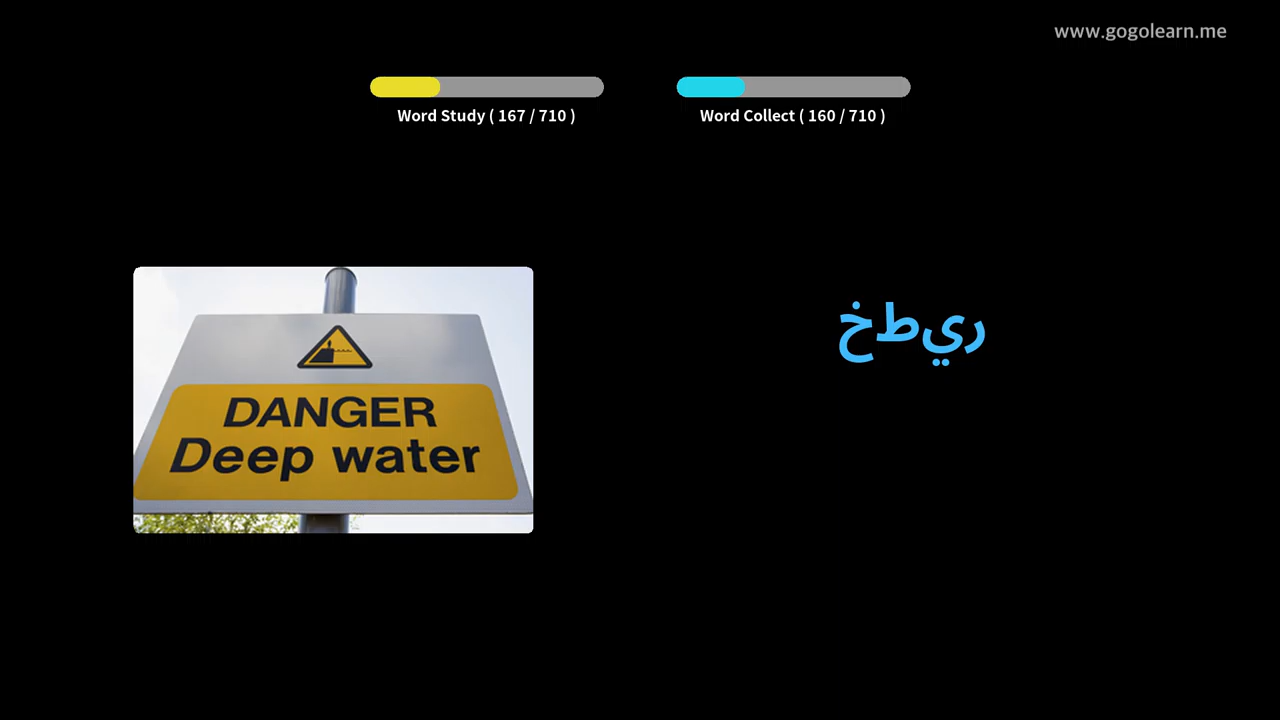 www.gogolearn.me
Word Study ( 167 / 710 )
Word Collect ( 160 / 710 )
ريطخ
DANGER
Deep water